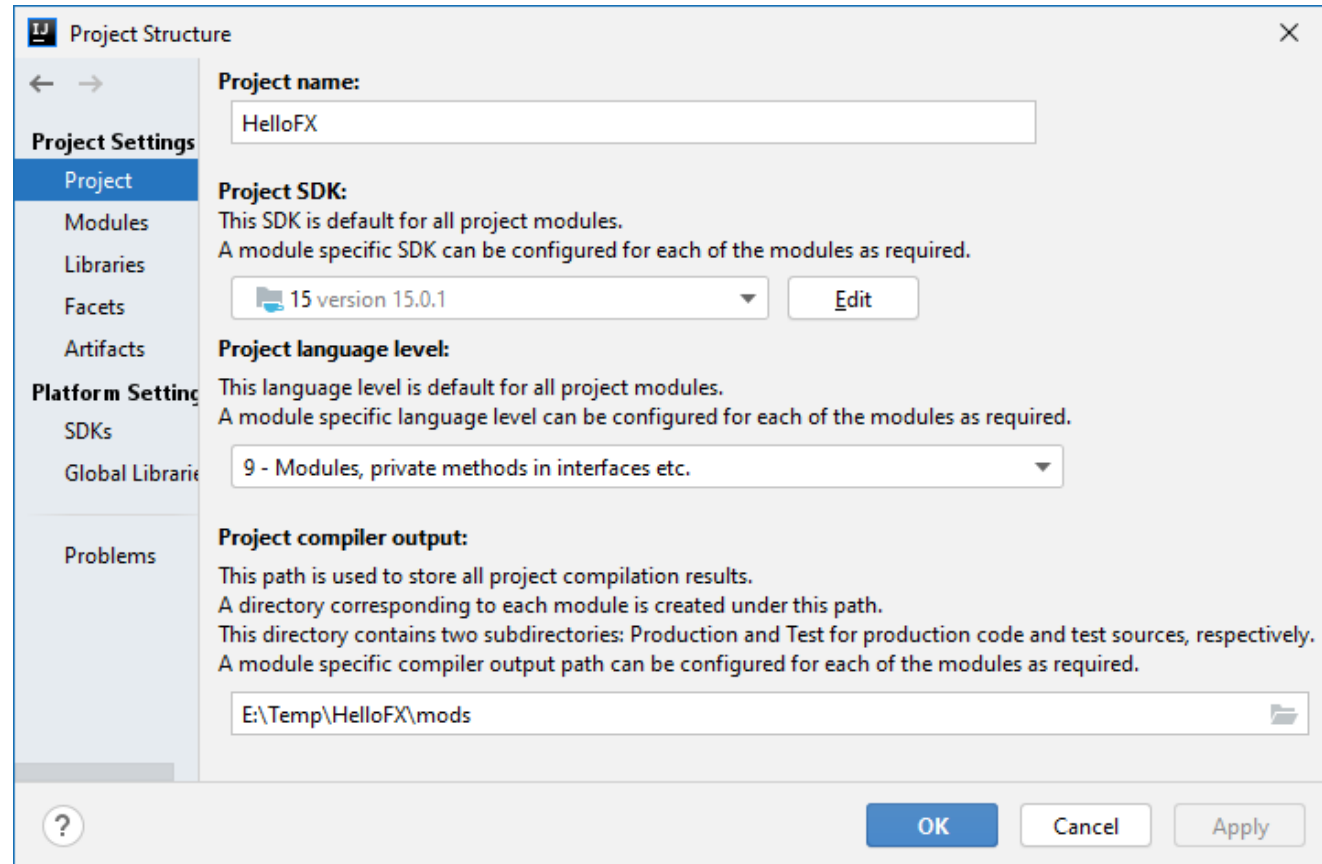 IJ
Project Structure
Project Settings
Project
Modules
Libraries
Facets
Artifacts
Platform Setting
SDKs
Global Librarie
Problems
Project name:
HelloFX
Project SDK:
This SDK is default for all project modules.
A module specific SDK can be configured for each of the modules as required.
15 version 15.0.1
Edit
Project language level:
This language level is default for all project modules.
A module specific language level can be configured for each of the modules as required.
9 - Modules, private methods in interfaces etc.
Project compiler output:
This path is used to store all project compilation results.
A directory corresponding to each module is created under this path.
This directory contains two subdirectories: Production and Test for production code and test sources, respectively.
A module specific compiler output path can be configured for each of the modules as required.
E:\Temp\HelloFX\mods
?
OK
Cancel
Apply